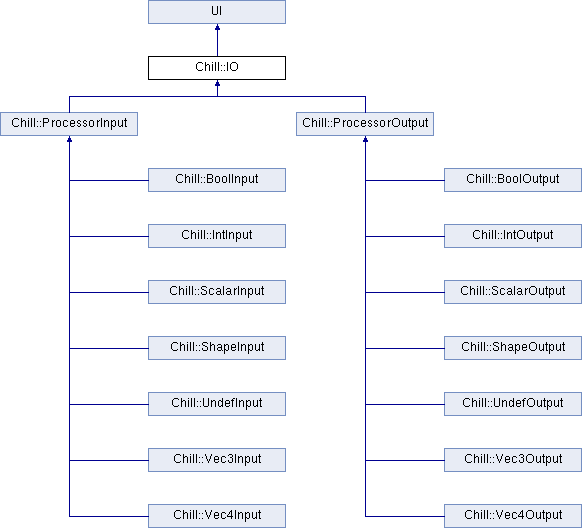 UI
Chill::IO
Chill::ProcessorInput
Chill::ProcessorOutput
Chill::BoolInput
Chill::BoolOutput
Chill::IntInput
Chill::IntOutput
Chill::ScalarInput
Chill::ScalarOutput
Chill::ShapeInput
Chill::ShapeOutput
Chill::UndefInput
Chill::UndefOutput
Chill::Vec3Input
Chill::Vec3Output
Chill::Vec4Input
Chill::Vec4Output